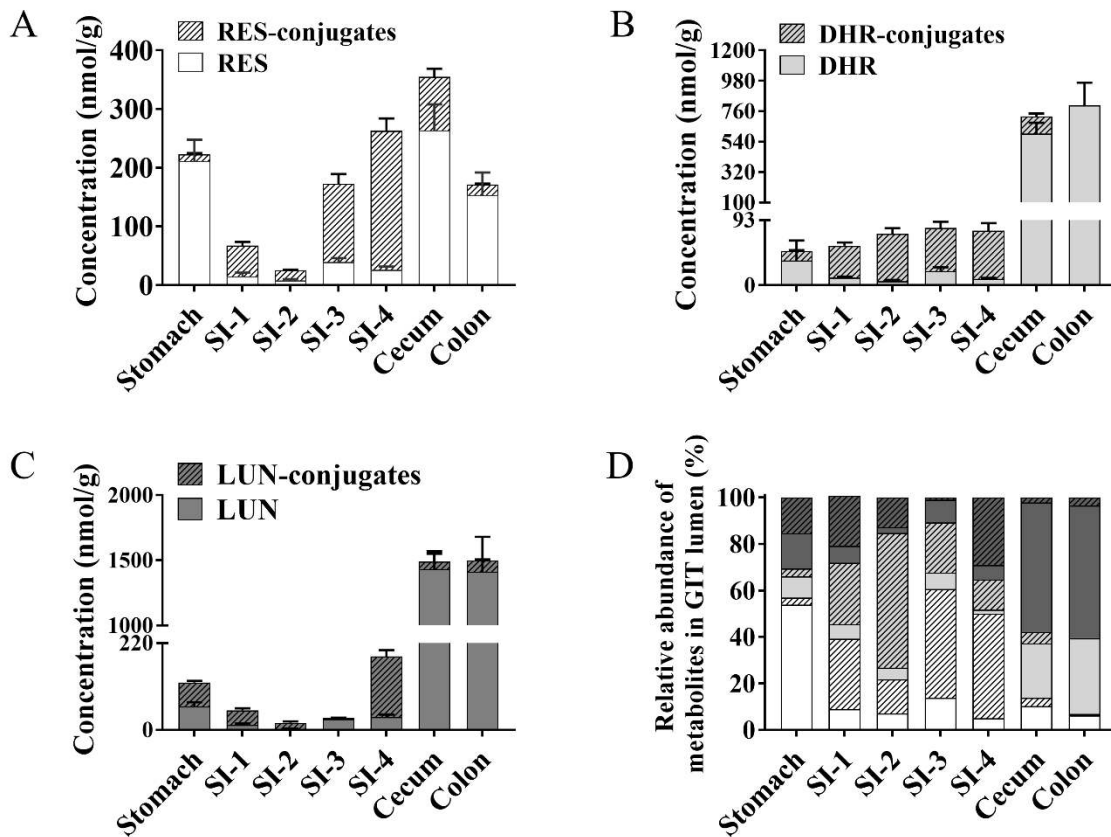 A
RES-conjugates
RES
Concentration (nmol/g)
400
300
200
100
0
Stomach
SI-1
SI-2
SI-3
SI-4
Cecum
Colon
B
DHR-conjugates
DHR
Concentration (nmol/g)
1200
980
760
540
320
100
93
0
Stomach
SI-1
SI-2
SI-3
SI-4
Cecum
Colon
C
LUN-conjugates
LUN
Concentration (nmol/g)
2000
1500
1000
220
0
Stomach
SI-1
SI-2
SI-3
SI-4
Cecum
Colon
D
Relative abundance of
metabolites in GIT lumen (%)
100
80
60
40
20
0
Stomach
SI-1
SI-2
SI-3
SI-4
Cecum
Colon